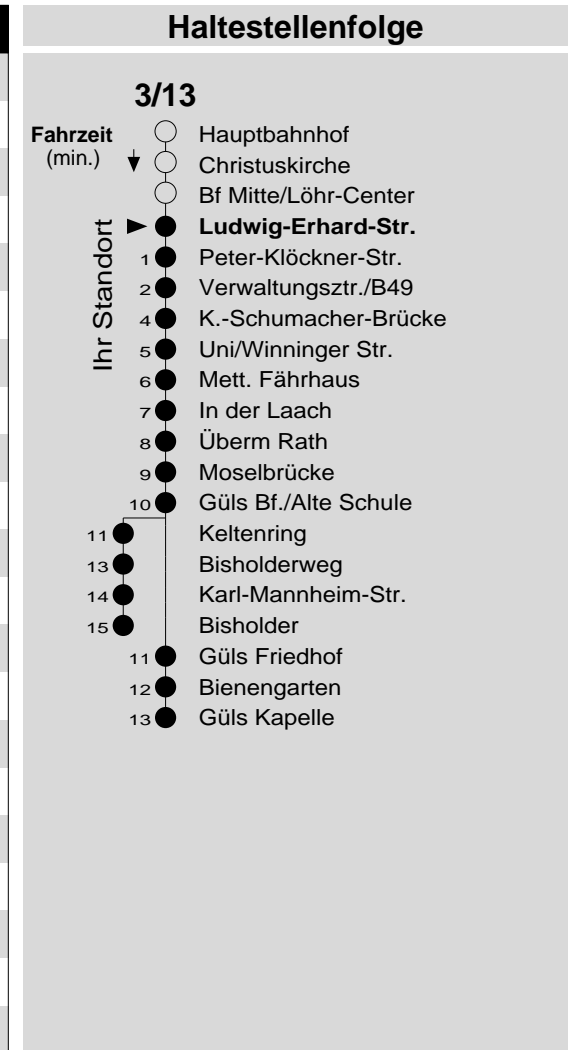 Haltestellenfolge
3/13
Fahrzeit
(min.)
Hauptbahnhof
Christuskirche
Bf Mitte/Löhr-Center
Ihr Standort
Ludwig-Erhard-Str.
1 Peter-Klöckner-Str.
2 Verwaltungsztr./B49
4 K.-Schumacher-Brücke
5 Uni/Winninger Str.
6 Mett. Fährhaus
7 In der Laach
8 Überm Rath
9 Moselbrücke
10 Güls Bf./Alte Schule
11 Keltenring
13 Bisholderweg
14 Karl-Mannheim-Str.
15 Bisholder
11 Güls Friedhof
12 Bienengarten
13 Güls Kapelle